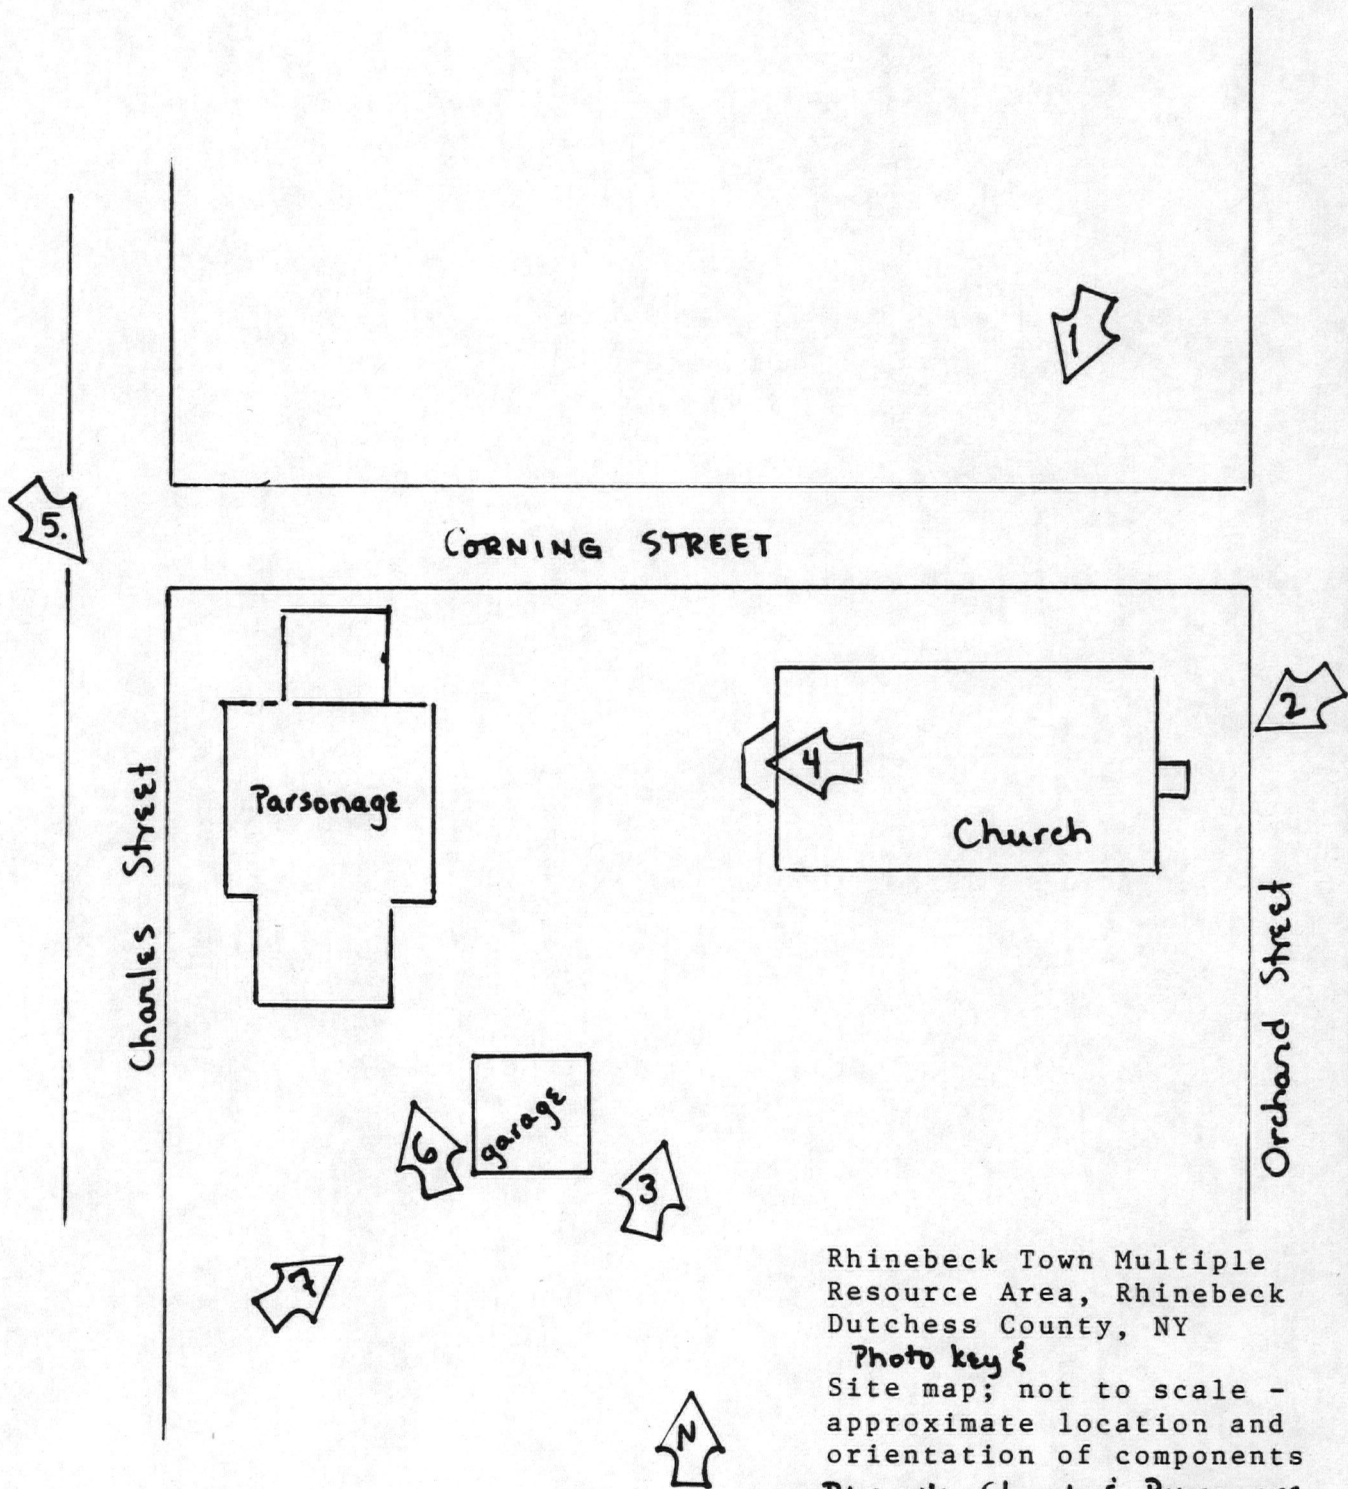 1
5.
CORNING STREET
2
4
Parsonage
Church
Charles Street
Orchard Street
garage
6
3
7
Rhinebeck Town Multiple
Resource Area, Rhinebeck
Dutchess County, NY
Photo key &
Site map; not to scale -
approximate location and
orientation of components
N
Church &